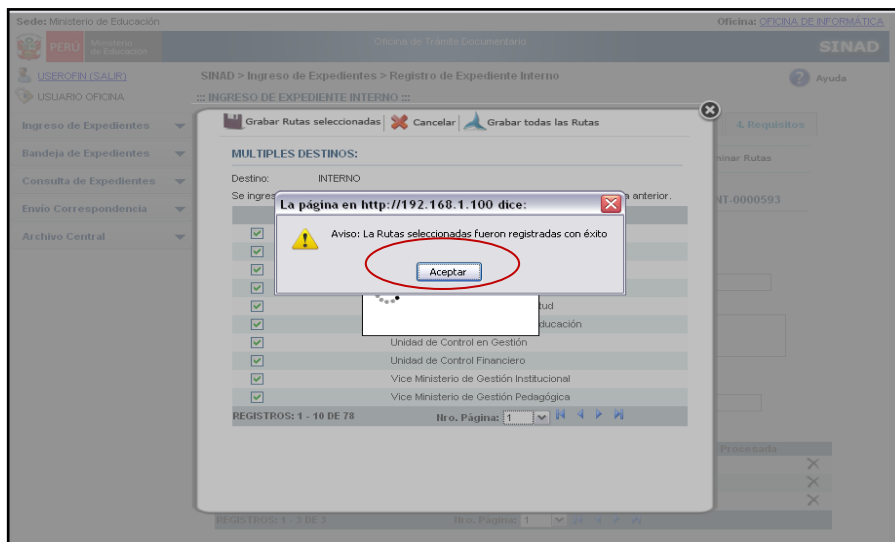 Sede: Ministerio de Educación
Oficina: OFICINA DE INFORMÁTICA
PERÚ Ministerio de Educación
Oficina de Trámite Documentario
SINAD
USEROFIN (SALIR)
SINAD > Ingreso de Expedientes > Registro de Expediente Interno
Ayuda
USUARIO OFICINA
::: INGRESO DE EXPEDIENTE INTERNO :::
Ingreso de Expedientes
Grabar Rutas seleccionadas Cancelar Grabar todas las Rutas
4. Requisitos
Bandeja de Expedientes
MULTIPLES DESTINOS:
minar Rutas
Consulta de Expedientes
Destino: INTERNO
Se ingres
a anterior.
La página en http://192.168.1.100 dice:
NT-0000593
Envío Correspondencia
Aviso: La Rutas seleccionadas fueron registradas con éxito
Archivo Central
Aceptar
tud
ducación
Unidad de Control en Gestión
Unidad de Control Financiero
Vice Ministerio de Gestión Institucional
Vice Ministerio de Gestión Pedagógica
REGISTROS: 1 - 10 DE 78 Nro. Página: 1
Procesada
REGISTROS: 1 - 3 DE 3 Nro. Página: 1